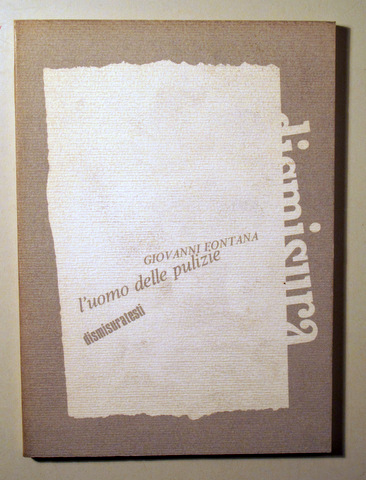 GIOVANNI FONTANA
l'uomo delle pulizie
dismisuratesti
dismisura